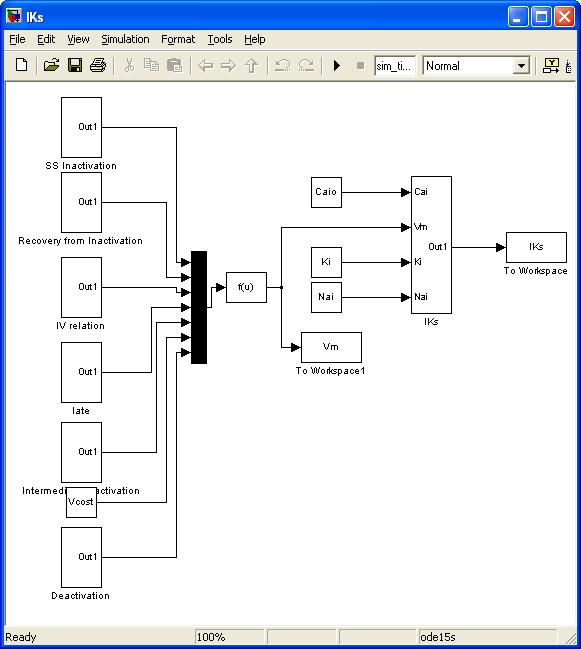 IKs
File Edit View Simulation Format Tools Help
sim_ti... Normal
Out1
SS Inactivation
Out1
Recovery from Inactivation
Out1
IV relation
Out1
late
Out1
Intermedi activation
Vcost
Out1
Deactivation
f(u)
Caio
Ki
Nai
Cai
Vm
Out1
Ki
Nai
IKs
IKs
To Workspace
Vm
To Workspace1
Ready 100% ode15s